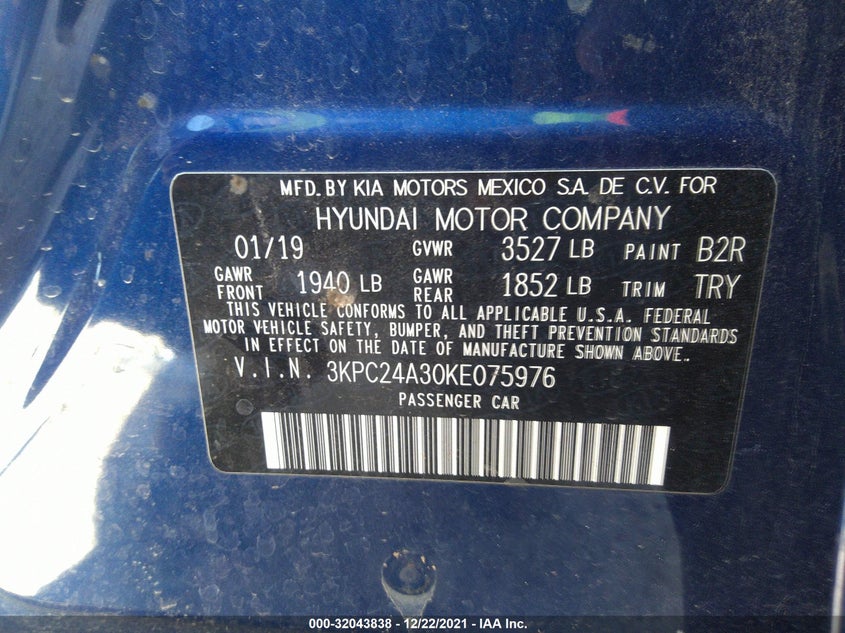 MFD. BY KIA MOTORS MEXICO S.A. DE C.V. FOR
HYUNDAI MOTOR COMPANY
01/19 GVWR 3527 LB PAINT B2R
GAWR FRONT 1940 LB GAWR REAR 1852 LB TRIM TRY
THIS VEHICLE CONFORMS TO ALL APPLICABLE U.S.A. FEDERAL
MOTOR VEHICLE SAFETY, BUMPER, AND THEFT PREVENTION STANDARDS
IN EFFECT ON THE DATE OF MANUFACTURE SHOWN ABOVE.
V.I.N. 3KPC24A30KE075976
PASSENGER CAR
000-32043838 - 12/22/2021 - IAA Inc.